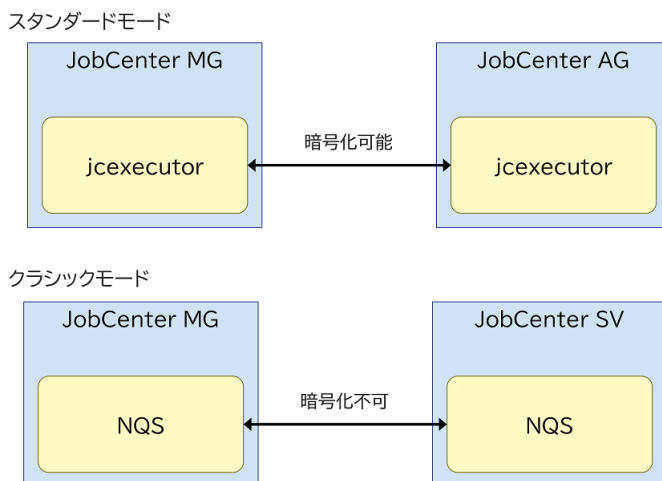 スタンダードモード
JobCenter MG
JobCenter AG
jcexecutor
暗号化可能
jcexecutor
クラシックモード
JobCenter MG
JobCenter SV
NQS
暗号化不可
NQS